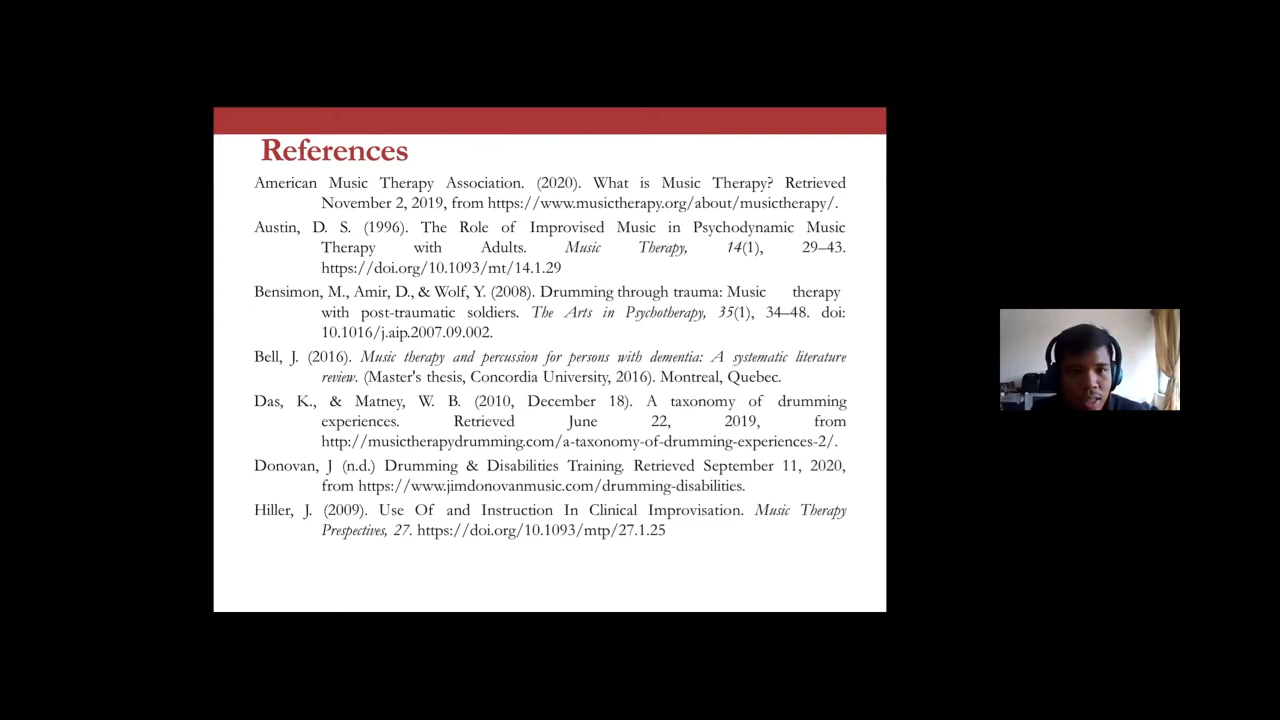 References
American Music Therapy Association. (2020). What is Music Therapy? Retrieved
November 2, 2019, from https://www.musictherapy.org/about/musictherapy/.
Austin, D. S. (1996). The Role of Improvised Music in Psychodynamic Music
Therapy with Adults. Music Therapy, 14(1), 29–43.
https://doi.org/10.1093/mt/14.1.29
Bensimon, M., Amir, D., & Wolf, Y. (2008). Drumming through trauma: Music therapy
with post-traumatic soldiers. The Arts in Psychotherapy, 35(1), 34–48. doi:
10.1016/j.aip.2007.09.002.
Bell, J. (2016). Music therapy and percussion for persons with dementia: A systematic literature
review. (Master's thesis, Concordia University, 2016). Montreal, Quebec.
Das, K., & Matney, W. B. (2010, December 18). A taxonomy of drumming
experiences. Retrieved June 22, 2019, from
http://musictherapydrumming.com/a-taxonomy-of-drumming-experiences-2/.
Donovan, J (n.d.) Drumming & Disabilities Training. Retrieved September 11, 2020,
from https://www.jimdonovanmusic.com/drumming-disabilities.
Hiller, J. (2009). Use Of and Instruction In Clinical Improvisation. Music Therapy
Prespectives, 27. https://doi.org/10.1093/mtp/27.1.25